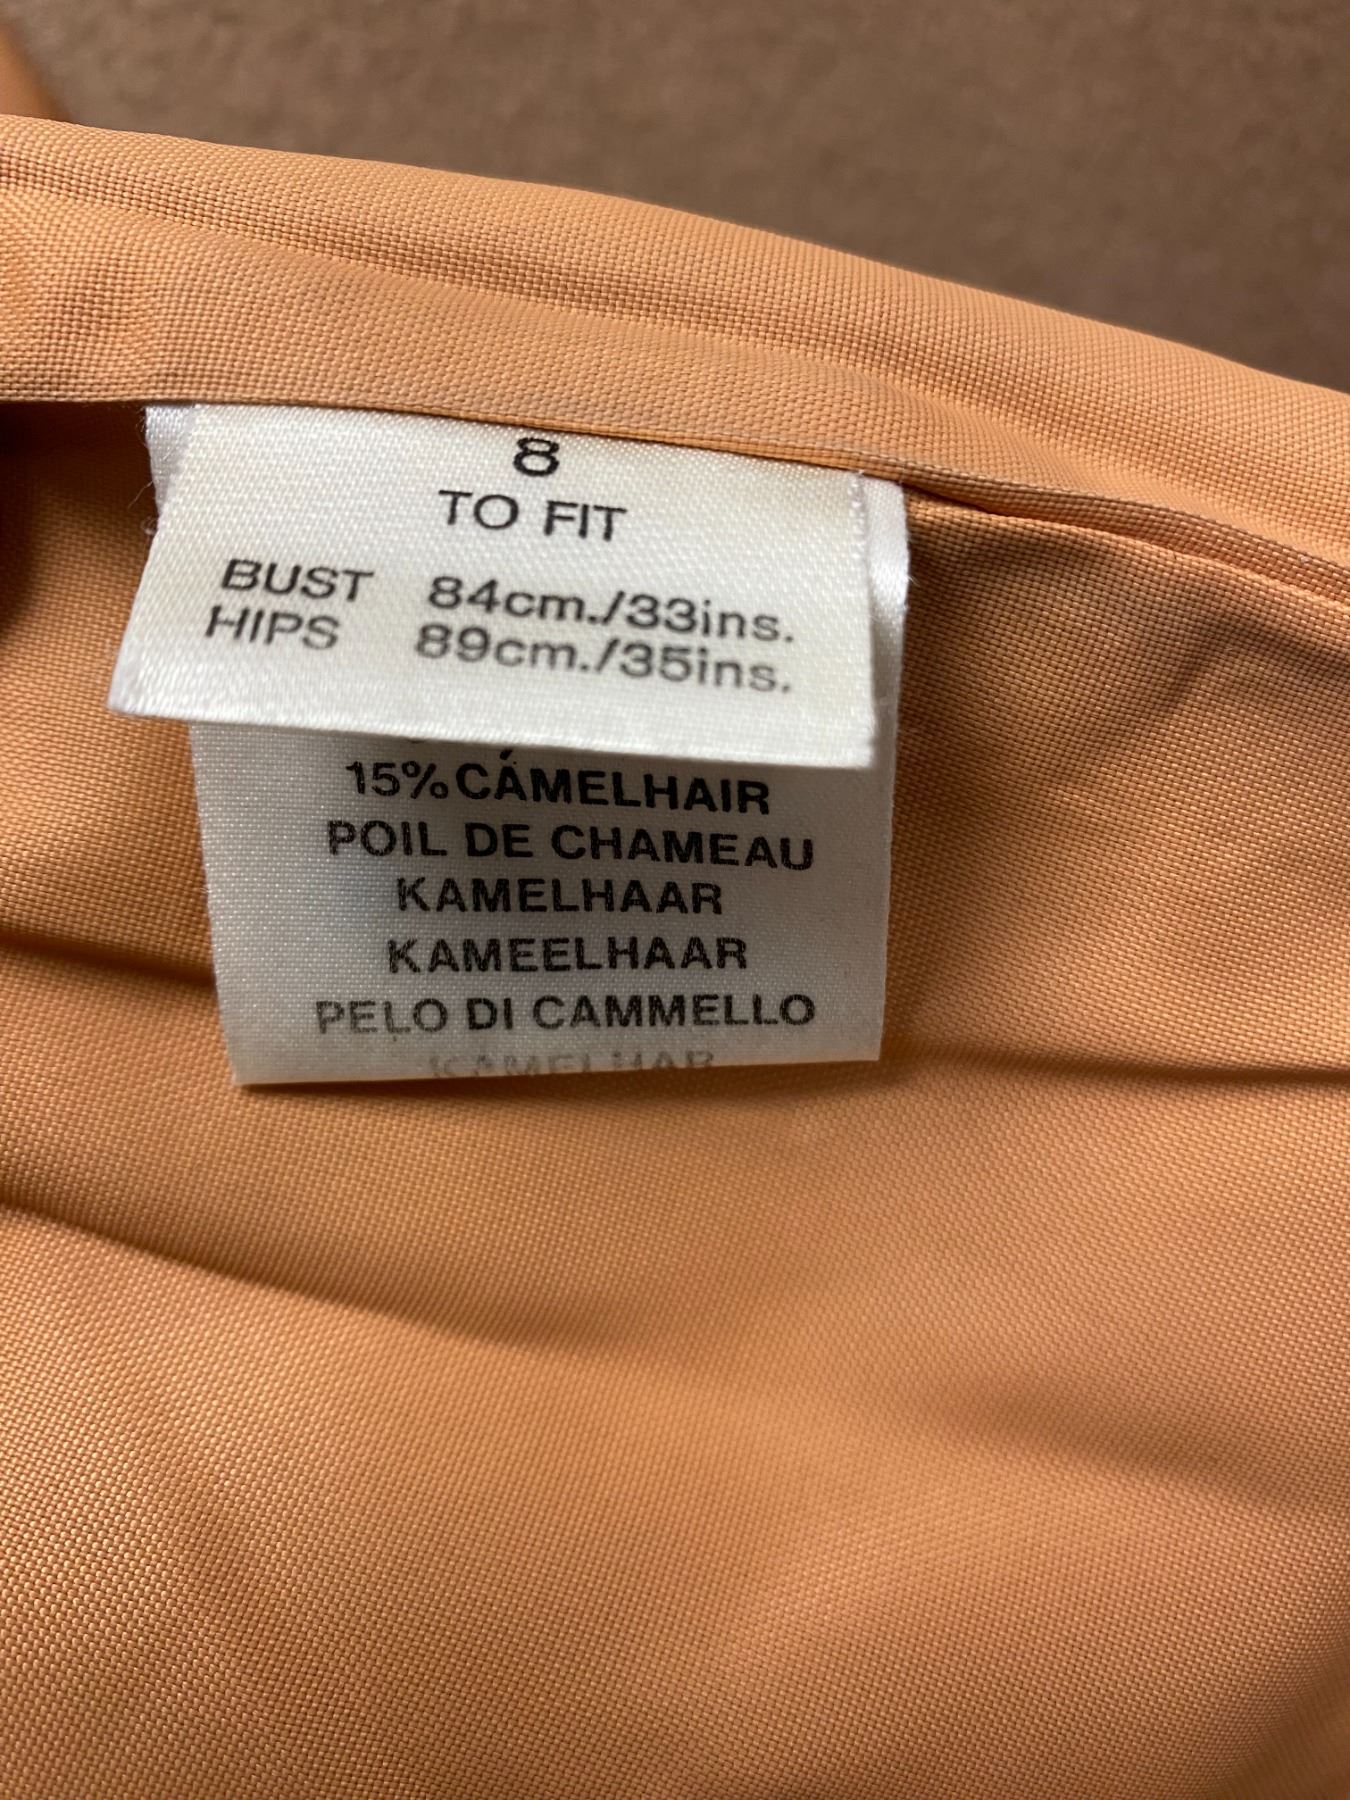 8
TO FIT
BUST 84cm./33ins.
HIPS 89cm./35ins.
15% CAMELHAIR
POIL DE CHAMEAU
KAMELHAAR
KAMEELHAAR
PELO DI CAMMELLO
KAMELHAR